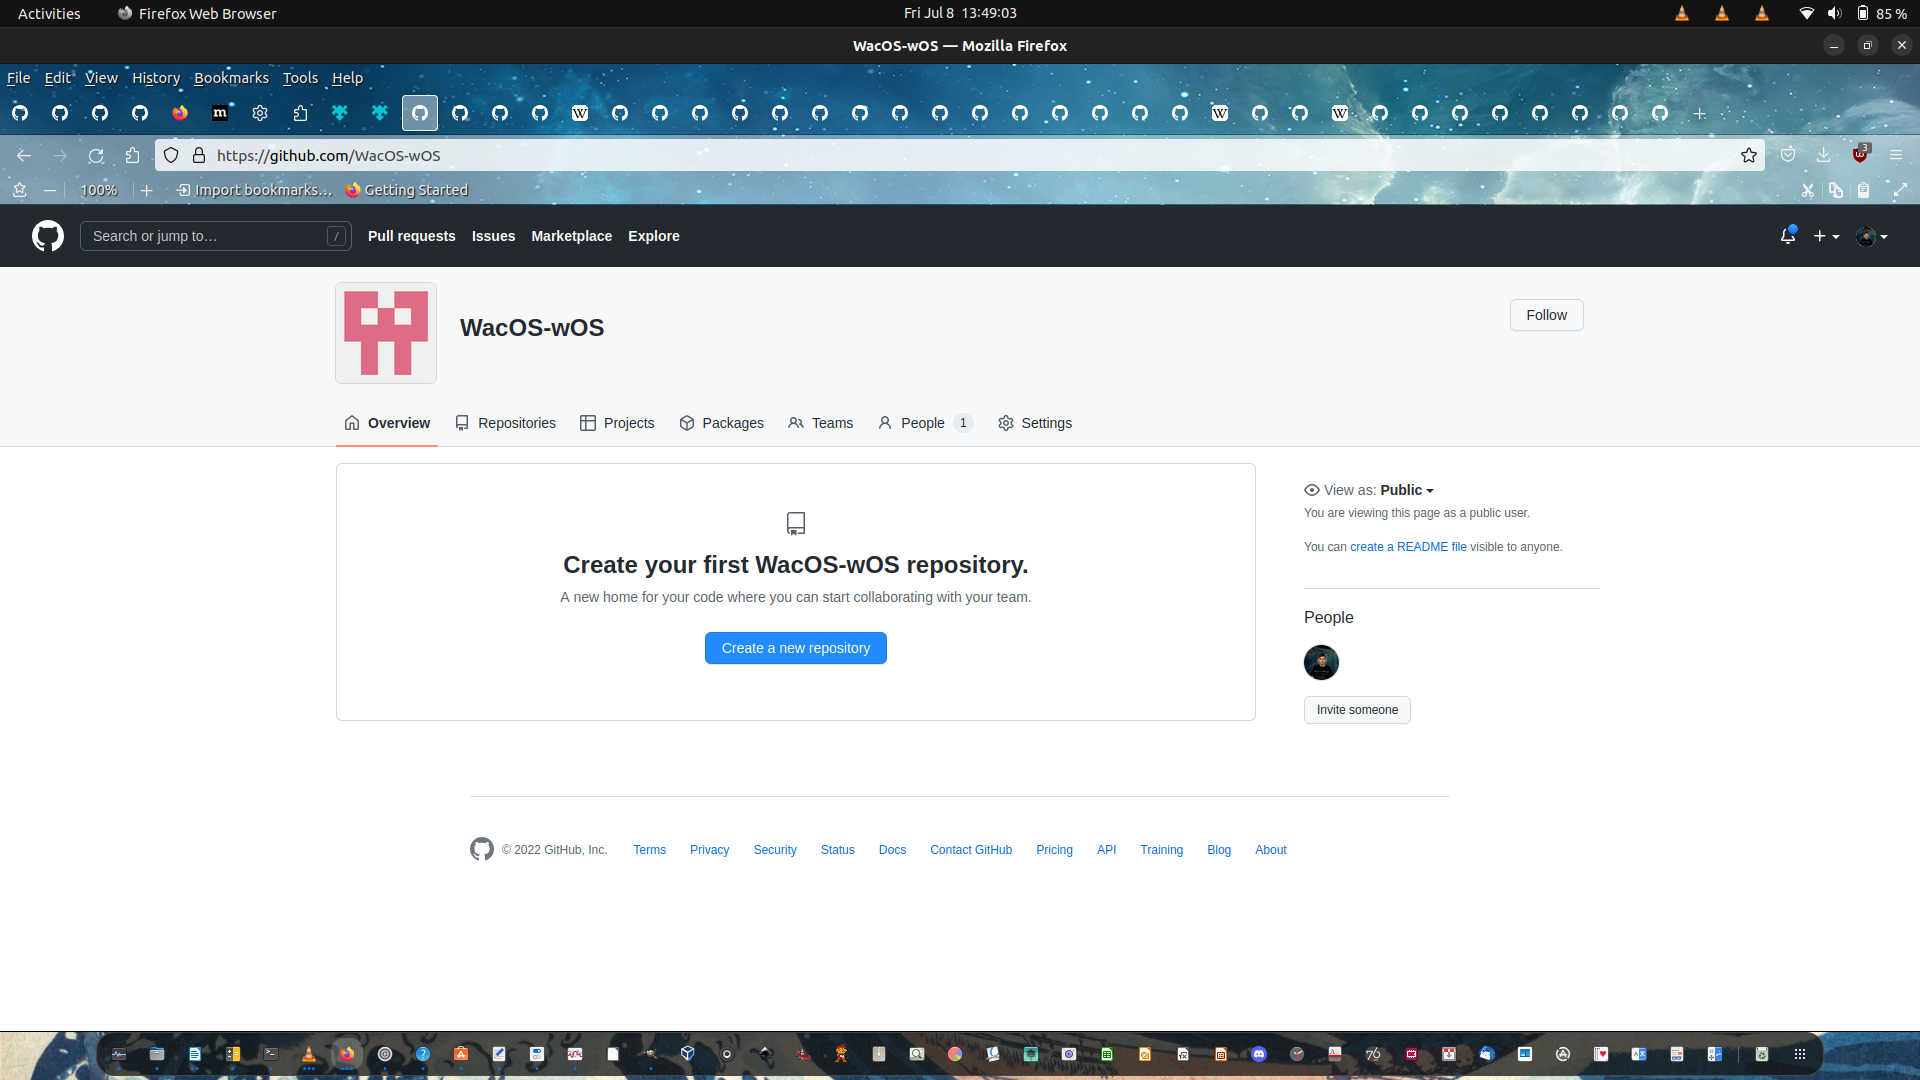 Activities
Firefox Web Browser
Fri Jul 8 13:49:03
85 %
WacOS-wOS — Mozilla Firefox
File Edit View History Bookmarks Tools Help
https://github.com/WacOS-wOS
3
100%
Import bookmarks...
Getting Started
Search or jump to...
/
Pull requests
Issues
Marketplace
Explore
WacOS-wOS
Follow
Overview
Repositories
Projects
Packages
Teams
People 1
Settings
Create your first WacOS-wOS repository.
A new home for your code where you can start collaborating with your team.
Create a new repository
View as: Public
You are viewing this page as a public user.
You can create a README file visible to anyone.
People
Invite someone
© 2022 GitHub, Inc.
Terms
Privacy
Security
Status
Docs
Contact GitHub
Pricing
API
Training
Blog
About